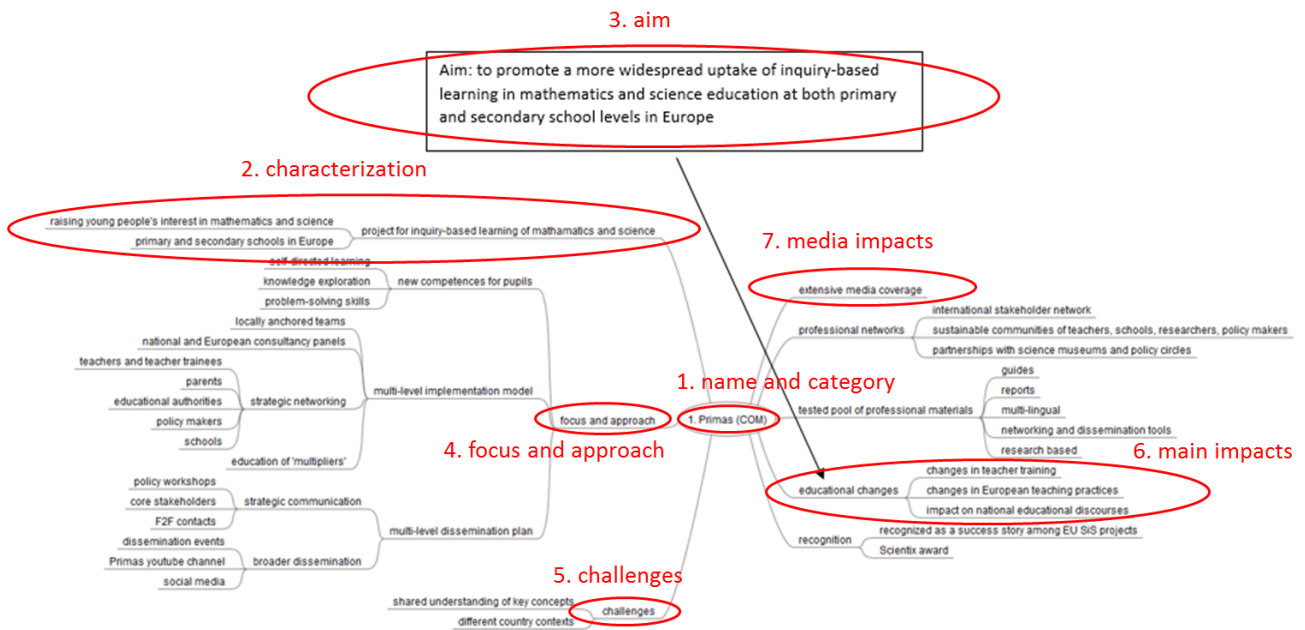 3. aim
Aim: to promote a more widespread uptake of inquiry-based
learning in mathematics and science education at both primary
and secondary school levels in Europe
2. characterization
raising young people's interest in mathematics and science
primary and secondary schools in Europe
project for inquiry-based learning of mathamatics and science
self-directed learning
knowledge exploration
problem-solving skills
new competences for pupils
locally anchored teams
national and European consultancy panels
teachers and teacher trainees
parents
educational authorities
policy makers
schools
strategic networking
education of 'multipliers'
multi-level implementation model
focus and approach
4. focus and approach
policy workshops
core stakeholders
F2F contacts
strategic communication
dissemination events
Primas youtube channel
social media
broader dissemination
multi-level dissemination plan
5. challenges
shared understanding of key concepts
different country contexts
challenges
1. name and category
1. Primas (COM)
7. media impacts
extensive media coverage
professional networks
international stakeholder network
sustainable communities of teachers, schools, researchers, policy makers
partnerships with science museums and policy circles
tested pool of professional materials
guides
reports
multi-lingual
networking and dissemination tools
research based
6. main impacts
educational changes
changes in teacher training
changes in European teaching practices
impact on national educational discourses
recognition
recognized as a success story among EU SiS projects
Scientix award